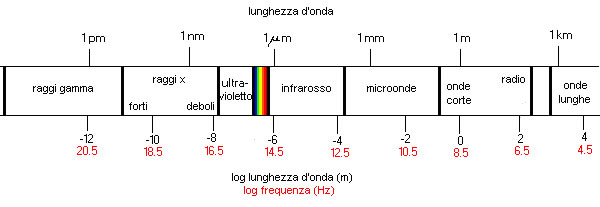 lunghezza d'onda
1 pm 1 nm 1 µm 1 mm 1 m 1 km
raggi gamma
raggi x
forti deboli
ultra-
violetto
infrarosso
microonde
onde
corte
radio
onde
lunghe
-12 -10 -8 -6 -4 -2 0 2 4
20.5 18.5 16.5 14.5 12.5 10.5 8.5 6.5 4.5
log lunghezza d'onda (m)
log frequenza (Hz)